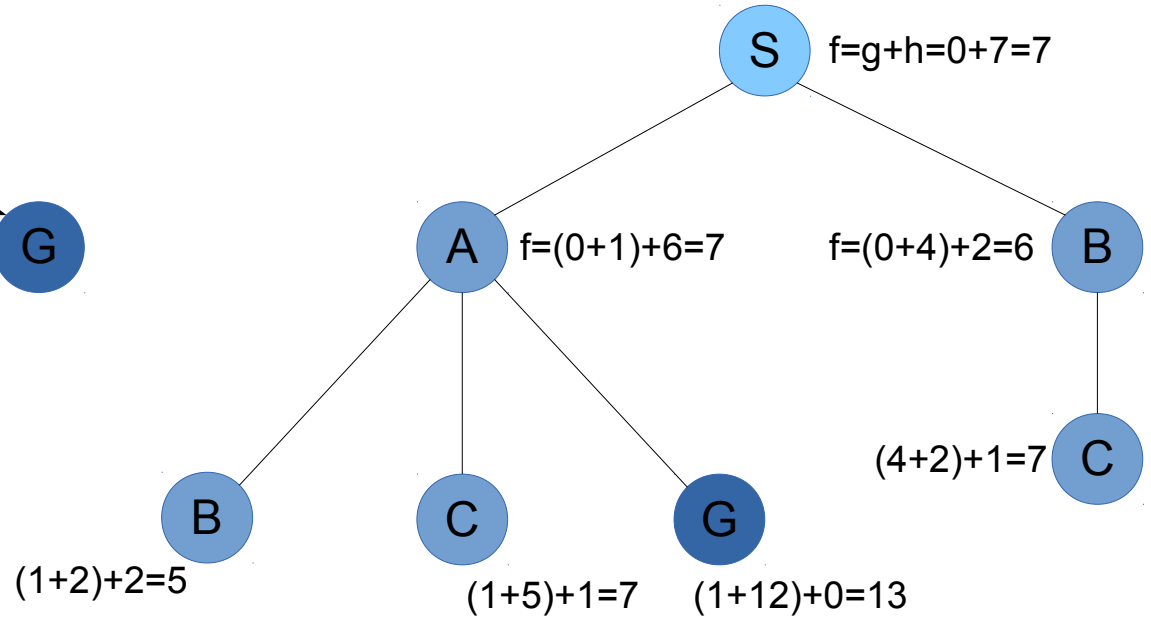 S f=g+h=0+7=7
G A f=(0+1)+6=7 f=(0+4)+2=6 B
(4+2)+1=7 C
B C G
(1+2)+2=5
(1+5)+1=7 (1+12)+0=13